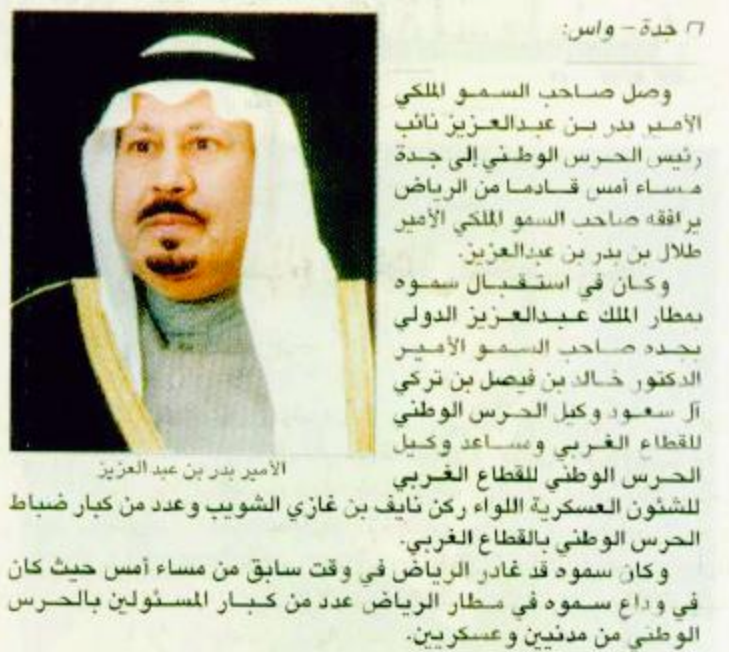 جدة - واس:
وصل صاحب السمو الملكي
الأمير بدر بن عبدالعزيز نائب
رئيس الحرس الوطني إلى جدة
مساء أمس قادما من الرياض
يرافقه صاحب السمو الملكي الأمير
طلال بن بدر بن عبدالعزيز.
وكان في استقبال سموه
بمطار الملك عبدالعزيز الدولي
بجده صاحب السمو الأمير
الدكتور خالد بن فيصل بن تركي
آل سعود وكيل الحرس الوطني
للقطاع الغربي ومساعد وكيل
الحرس الوطني للقطاع الغربي
للشئون العسكرية اللواء ركن نايف بن غازي الشويب وعدد من كبار ضباط
الحرس الوطني بالقطاع الغربي.
وكان سموه قد غادر الرياض في وقت سابق من مساء أمس حيث كان
في وداع سموه في مطار الرياض عدد من كبار المسئولين بالحرس
الوطني من مدنيين وعسكريين.
الأمير بدر بن عبد العزيز